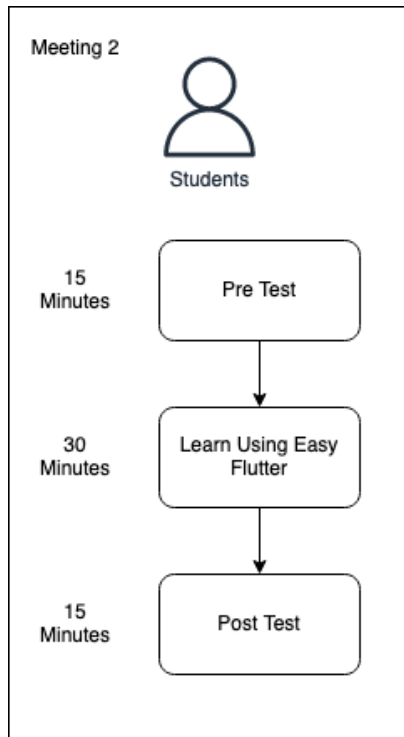 Meeting 2
Students
15
Minutes
Pre Test
30
Minutes
Learn Using Easy
Flutter
15
Minutes
Post Test